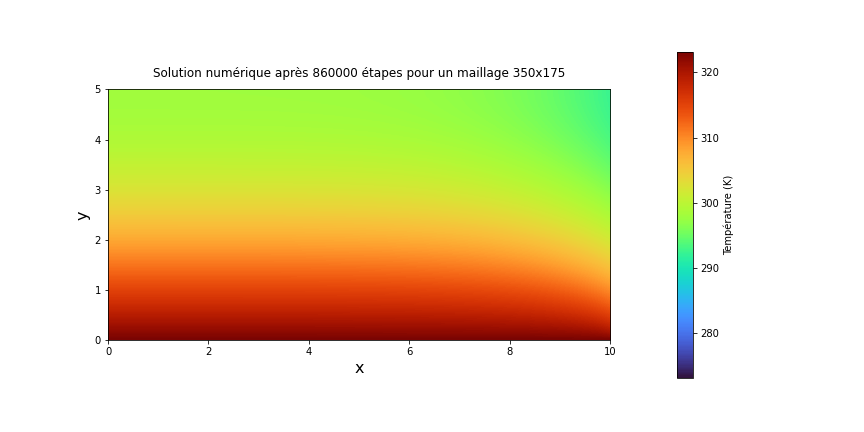 Solution numérique après 860000 étapes pour un maillage 350x175
5
4
3
2
1
0
y
0 2 4 6 8 10
x
320
310
300
290
280
Température (K)